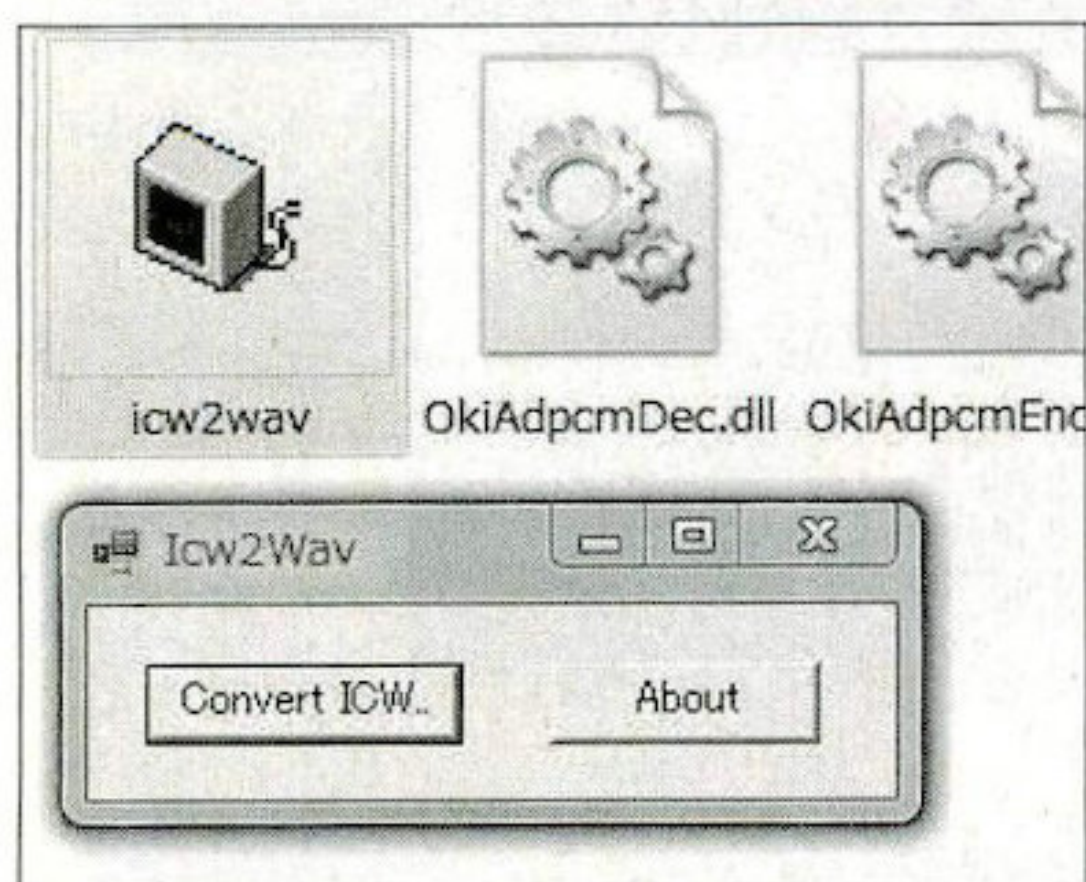 icw2wav
OkiAdpcmDec.dll
OkiAdpcmEnc
Icw2Wav
Convert ICW..
About